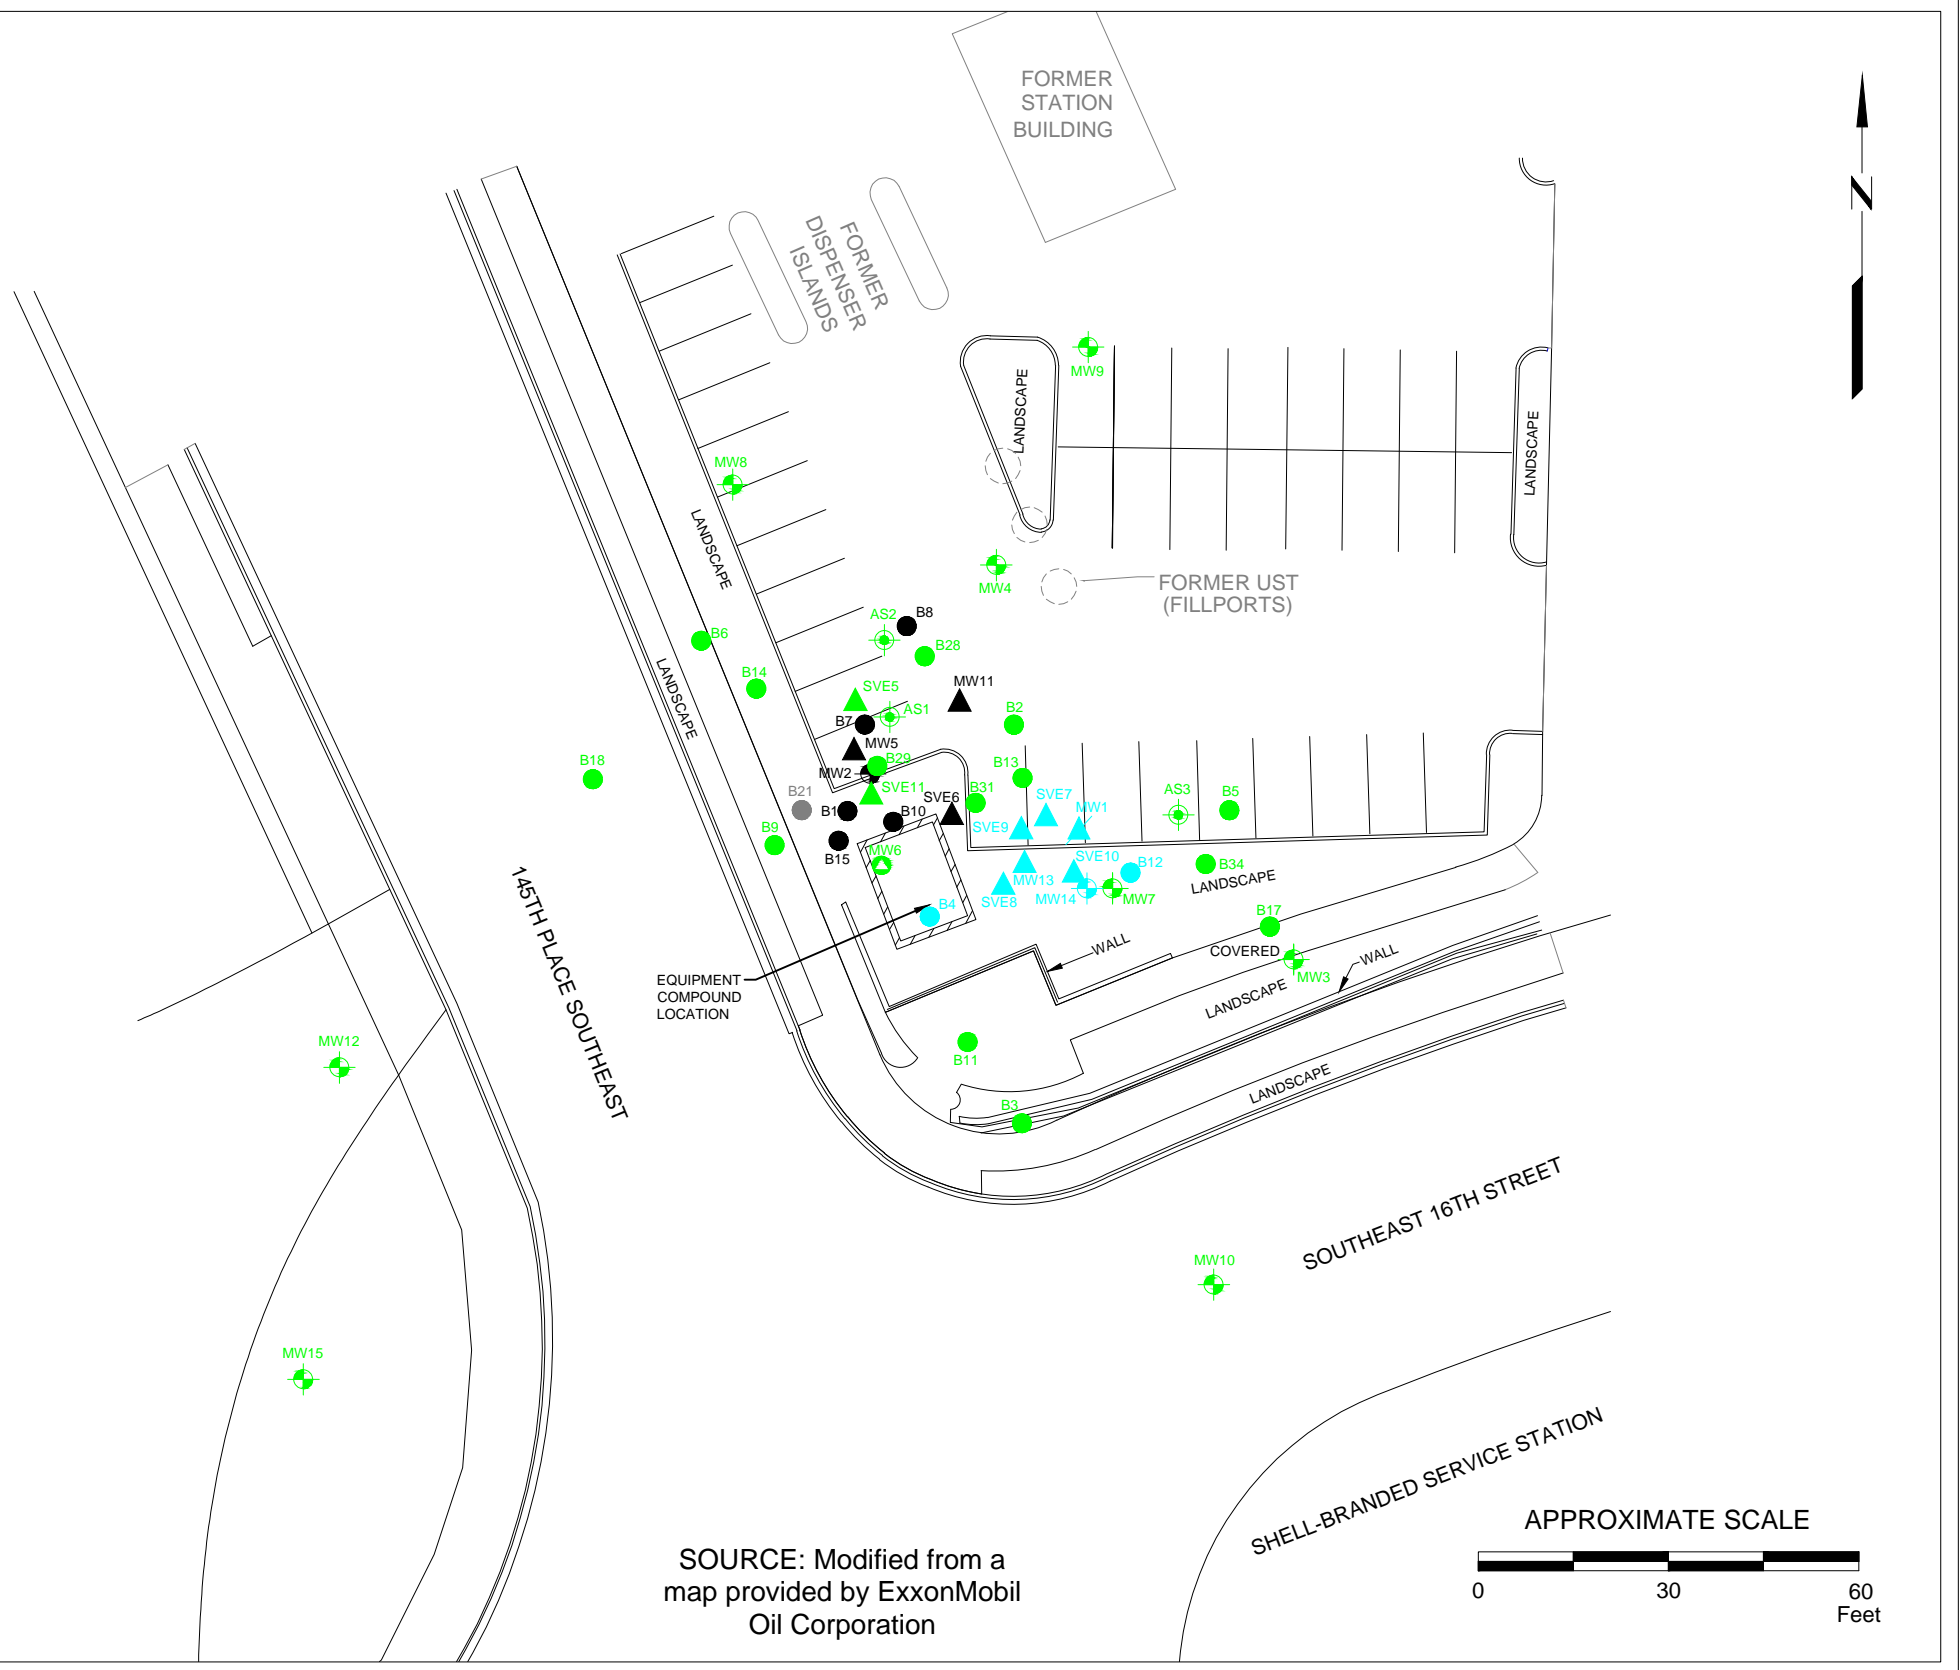 FORMER
STATION
BUILDING
N
FORMER
DISPENSER
ISLANDS
LANDSCAPE
MW9
LANDSCAPE
MW8
LANDSCAPE
MW4
FORMER UST
(FILLPORTS)
AS2
B8
B6
B28
B14
LANDSCAPE
SVE5
MW11
AS1
B7
B2
MW5
B29
MW2
B18
B13
SVE11
B21
B1
B10
SVE6
B31
SVE7
MW1
SVE9
AS3
B5
B9
B15
MW6
SVE10
B12
B34
MW13
LANDSCAPE
SVE8
MW14
MW7
B4
B17
145TH PLACE SOUTHEAST
WALL
COVERED
WALL
MW3
EQUIPMENT
COMPOUND
LOCATION
LANDSCAPE
MW12
B11
LANDSCAPE
B3
SOUTHEAST 16TH STREET
MW10
MW15
SHELL-BRANDED SERVICE STATION
APPROXIMATE SCALE
0 30 60
Feet
SOURCE: Modified from a
map provided by ExxonMobil
Oil Corporation